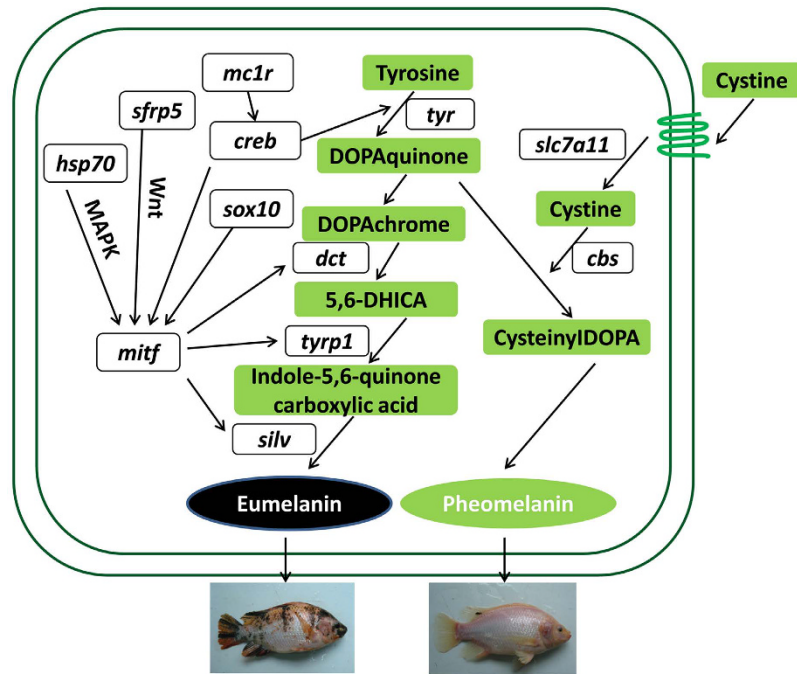 mc1r
Tyrosine
Cystine
sfrp5
tyr
creb
slc7a11
hsp70
DOPAquinone
Wnt
MAPK
sox10
Cystine
DOPAchrome
dct
cbs
5,6-DHICA
mitf
tyrp1
CysteinylDOPA
Indole-5,6-quinone
carboxylic acid
silv
Eumelanin
Pheomelanin